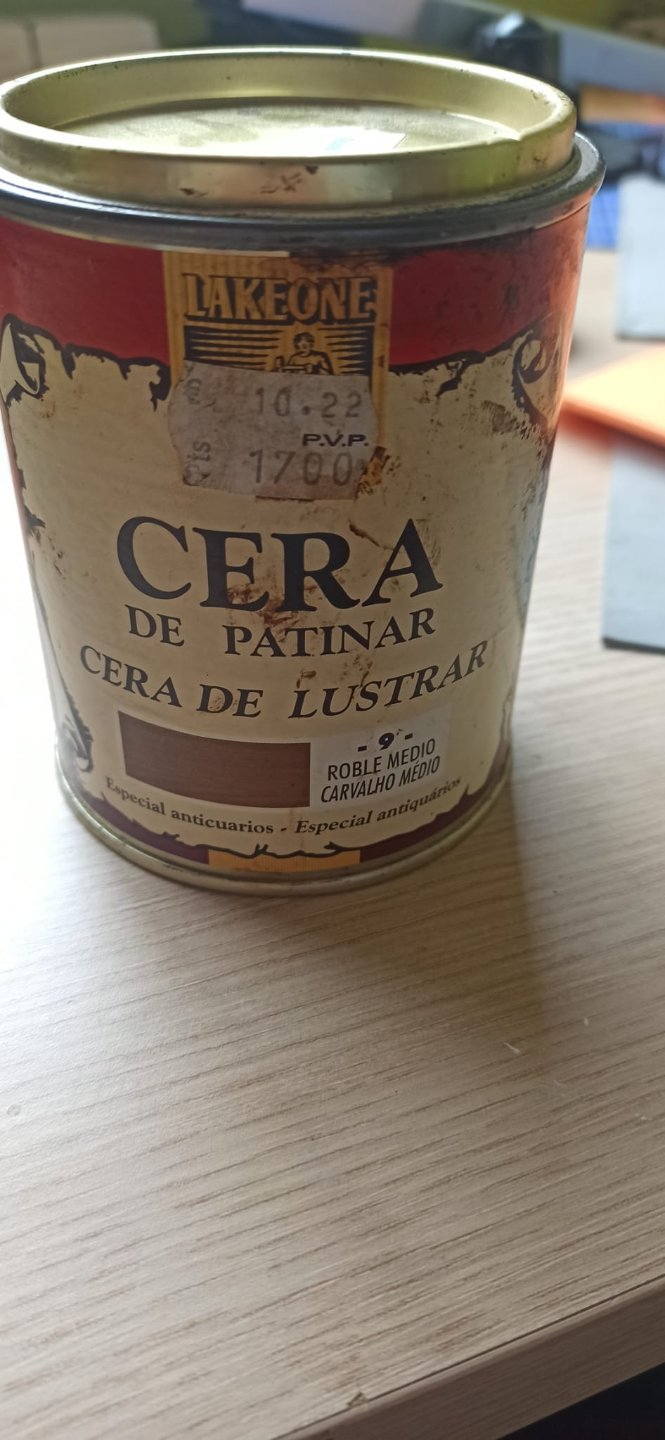 LAKEONE
€ 10.22
P.V.P.
Pts 1700
CERA
DE PATINAR
CERA DE LUSTRAR
- 9 -
ROBLE MEDIO
CARVALHO MÉDIO
Especial anticuarios - Especial antiquários